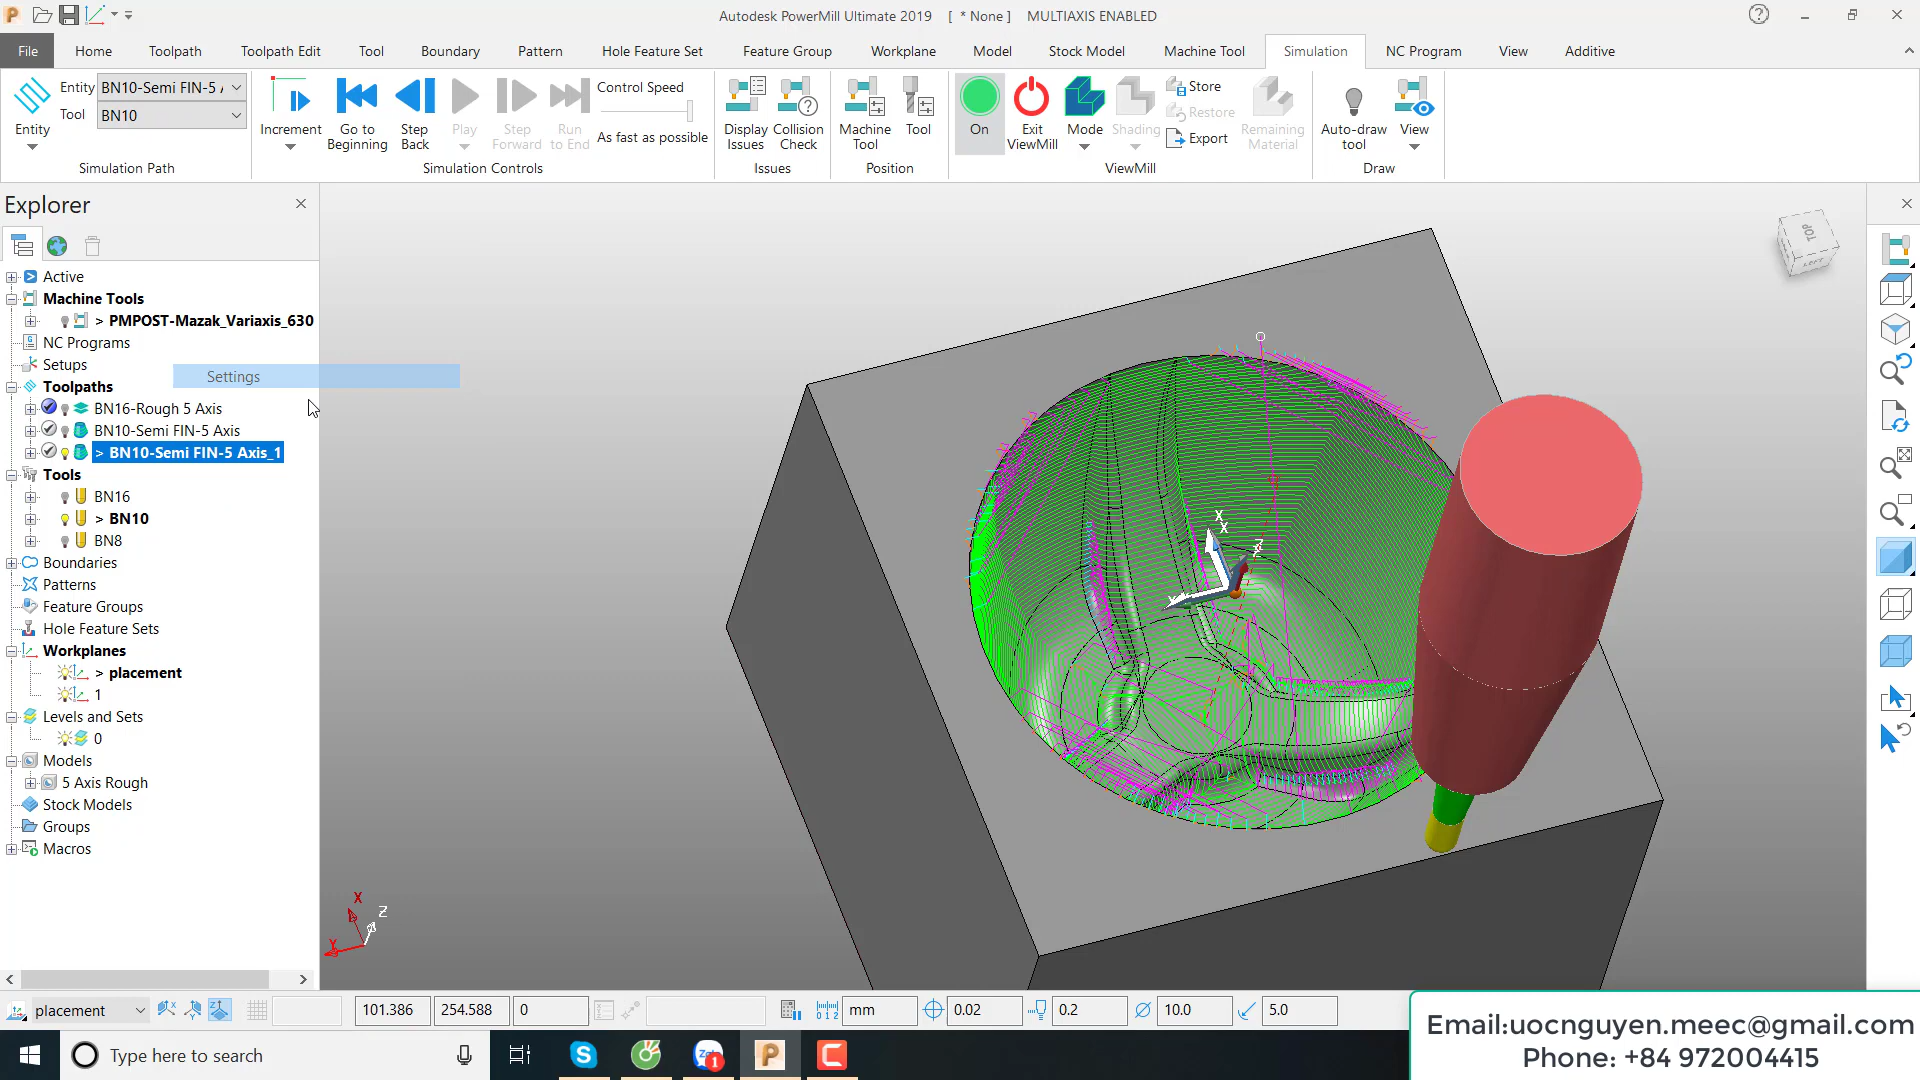 Autodesk PowerMill Ultimate 2019 [ * None ] MULTIAXIS ENABLED
File Home Toolpath Toolpath Edit Tool Boundary Pattern Hole Feature Set Feature Group Workplane Model Stock Model Machine Tool Simulation NC Program View Additive
Entity BN10-Semi FIN-5 /
Tool BN10
Entity
Simulation Path
Increment
Go to Beginning
Step Back
Play
Step Forward
Run to End
Control Speed
As fast as possible
Simulation Controls
Display Issues
Collision Check
Issues
Machine Tool
Tool
Position
On
Exit ViewMill
Mode
Shading
Store
Restore
Export
Remaining Material
ViewMill
Auto-draw tool
View
Draw
Explorer
Active
Machine Tools
> PMPOST-Mazak_Variaxis_630
NC Programs
Setups
Settings
Toolpaths
BN16-Rough 5 Axis
BN10-Semi FIN-5 Axis
> BN10-Semi FIN-5 Axis_1
Tools
BN16
> BN10
BN8
Boundaries
Patterns
Feature Groups
Hole Feature Sets
Workplanes
> placement
1
Levels and Sets
0
Models
5 Axis Rough
Stock Models
Groups
Macros
TOP
LEFT
X
X
Z
Z
Y
X
Z
Y
placement 101.386 254.588 0 mm 0.02 0.2 10.0 5.0
Type here to search
1
Email:uocnguyen.meec@gmail.com
Phone: +84 972004415